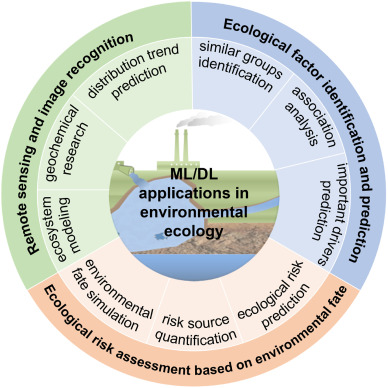 Remote sensing and image recognition
ecosystem
modeling
geochemical
research
distribution trend
prediction
Ecological factor identification and prediction
similar groups
identification
association
analysis
important drivers
prediction
Ecological risk assessment based on environmental fate
environmental
fate simulation
risk source
quantification
ecological risk
prediction
ML/DL
applications in
environmental
ecology